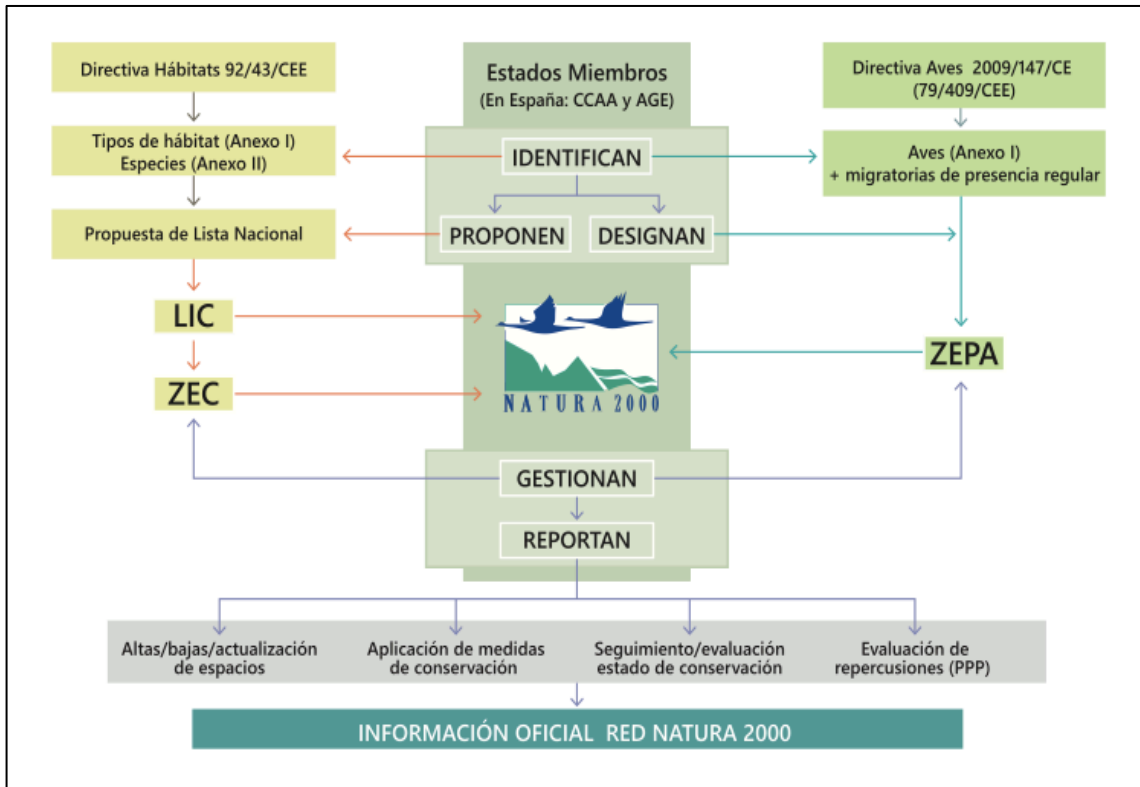 Directiva Hábitats 92/43/CEE
Tipos de hábitat (Anexo I)
Especies (Anexo II)
Propuesta de Lista Nacional
LIC
ZEC
Estados Miembros
(En España: CCAA y AGE)
IDENTIFICAN
PROPONEN
DESIGNAN
NATURA 2000
GESTIONAN
REPORTAN
Directiva Aves 2009/147/CE
(79/409/CEE)
Aves (Anexo I)
+ migratorias de presencia regular
ZEPA
Altas/bajas/actualización
de espacios
Aplicación de medidas
de conservación
Seguimiento/evaluación
estado de conservación
Evaluación de
repercusiones (PPP)
INFORMACIÓN OFICIAL RED NATURA 2000